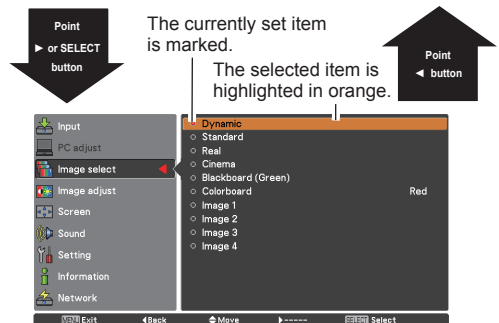 Point
► or SELECT
button
The currently set item
is marked.
The selected item is
highlighted in orange.
Point
◄ button
Input
PC adjust
Image select
Image adjust
Screen
Sound
Setting
Information
Network
Dynamic
Standard
Real
Cinema
Blackboard (Green)
Colorboard Red
Image 1
Image 2
Image 3
Image 4
MENU Exit ◄Back Move ►----- SELECT Select